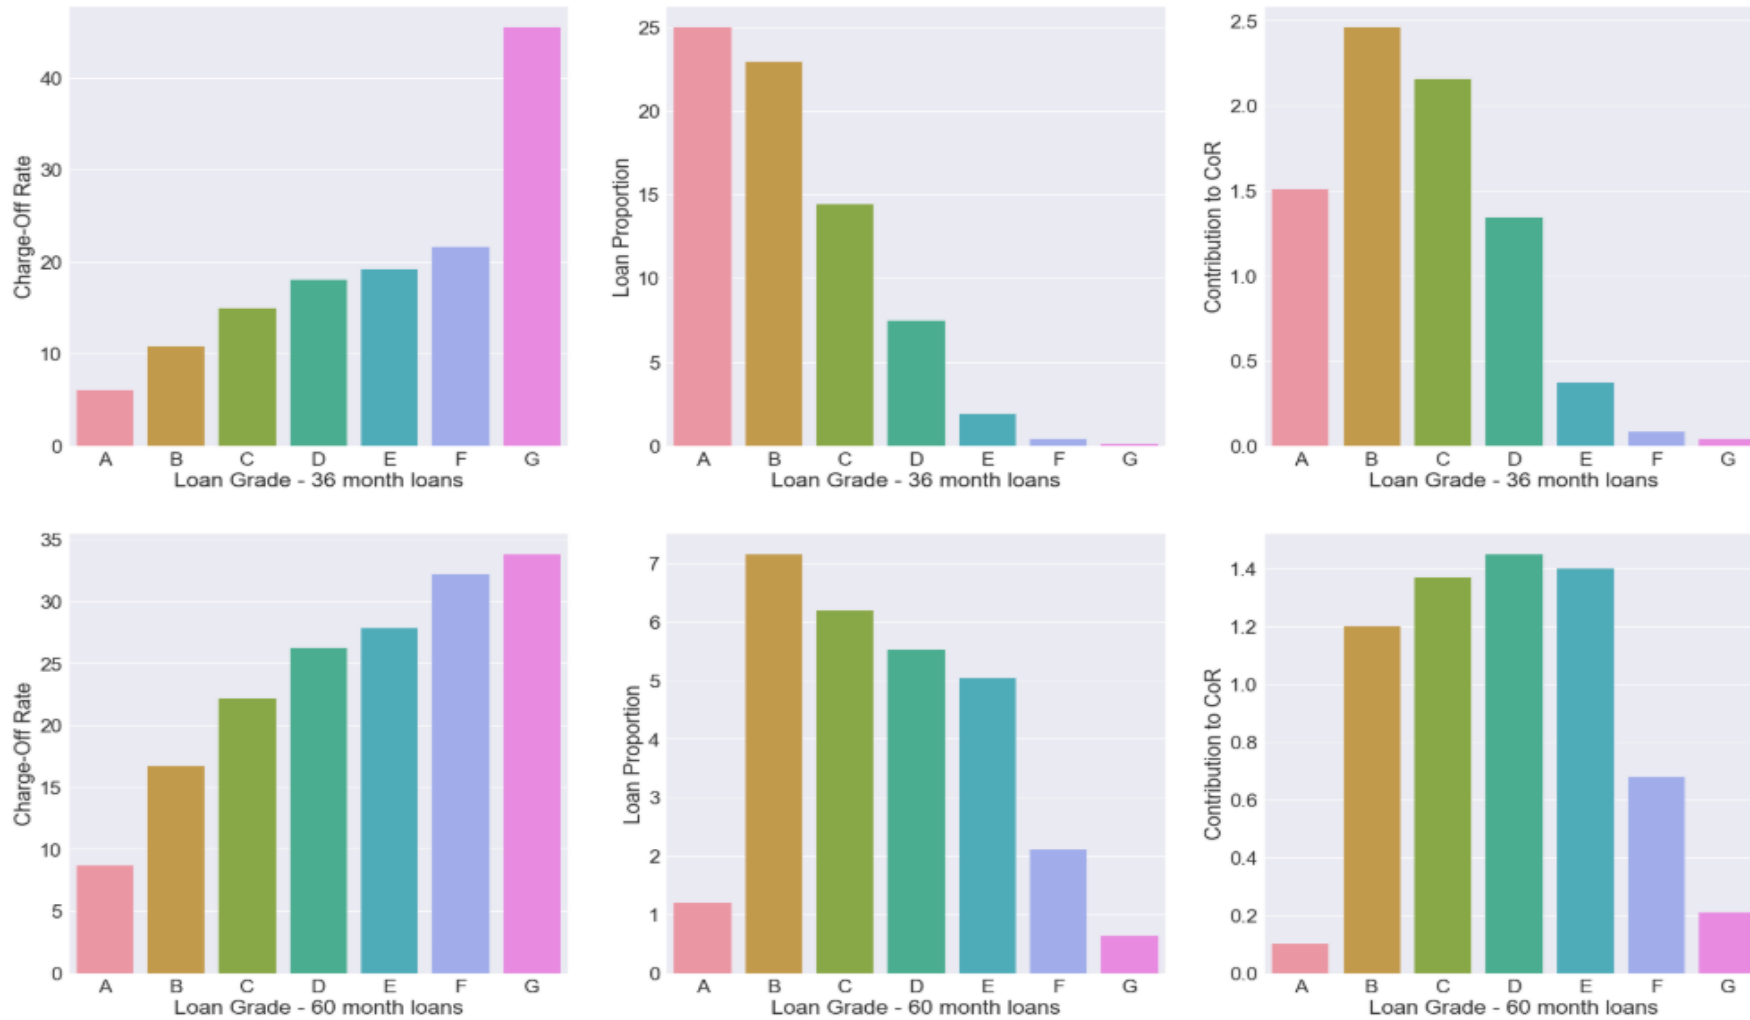 Charge-Off Rate
40
30
20
10
0
A B C D E F G
Loan Grade - 36 month loans
Loan Proportion
25
20
15
10
5
0
A B C D E F G
Loan Grade - 36 month loans
Contribution to CoR
2.5
2.0
1.5
1.0
0.5
0.0
A B C D E F G
Loan Grade - 36 month loans
Charge-Off Rate
35
30
25
20
15
10
5
0
A B C D E F G
Loan Grade - 60 month loans
Loan Proportion
7
6
5
4
3
2
1
0
A B C D E F G
Loan Grade - 60 month loans
Contribution to CoR
1.4
1.2
1.0
0.8
0.6
0.4
0.2
0.0
A B C D E F G
Loan Grade - 60 month loans